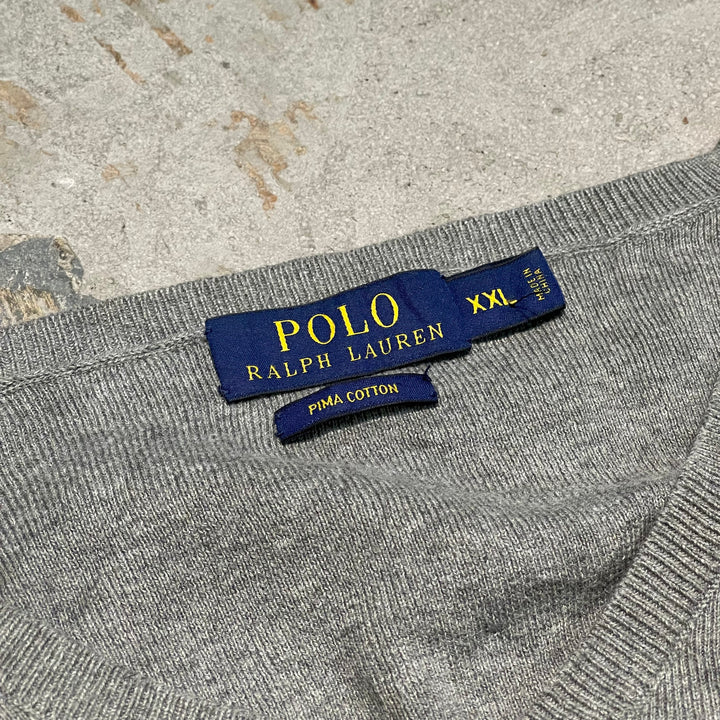 POLO
RALPH LAUREN
XXL
MADE IN
CHINA
PIMA COTTON